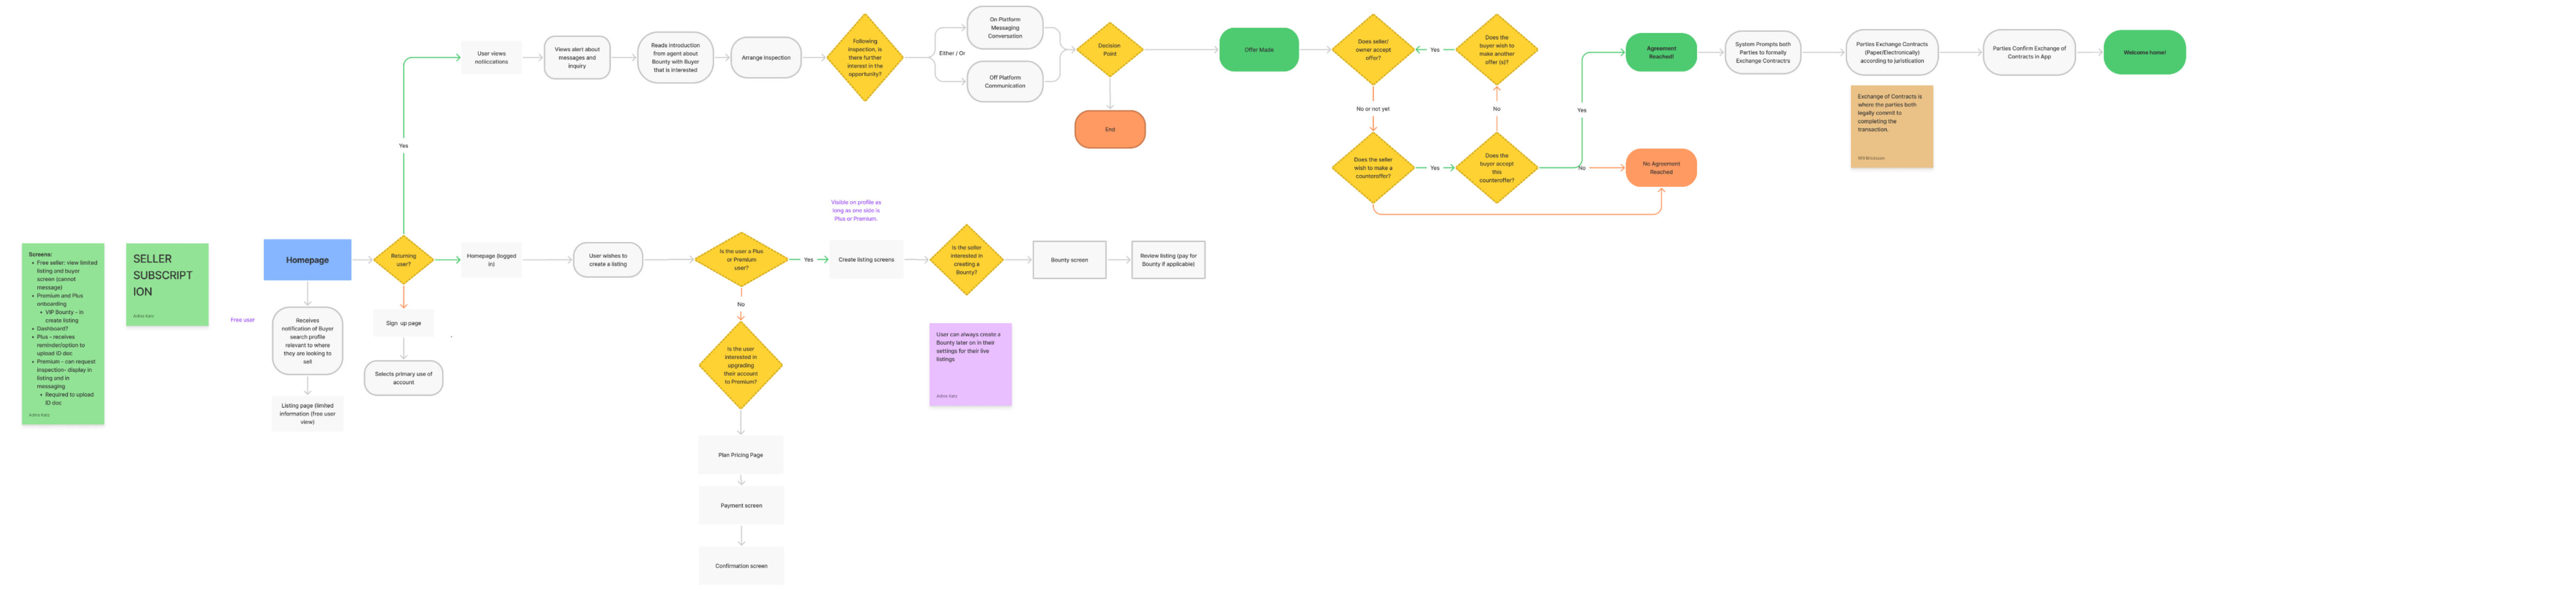 User views
notiiccations
Views alert about
messages and
inquiry
Reads introduction
from agent about
Bounty with Buyer
that is interested
Arrange inspection
Following
inspection, is
there further
interest in the
opportunity?
Either / Or
On Platform
Messaging
Conversation
Off Platform
Communication
Decision
Point
End
Offer Made
Does seller/
owner accept
offer?
Yes
Does the
buyer wish to
make another
offer (s)?
No or not yet
No
Does the seller
wish to make a
counteroffer?
Yes
Does the
buyer accept
this
counteroffer?
Yes
No
Agreement
Reached!
No Agreement
Reached
System Prompts both
Parties to formally
Exchange Contractrs
Parties Exchange Contracts
(Paper/Electronically)
according to juristication
Exchange of Contracts is
where the parties both
legally commit to
completing the
transaction.
Parties Confirm Exchange of
Contracts in App
Welcome home!
Yes
Screens:
• Free seller: view limited
listing and buyer
screen (cannot
message)
• Premium and Plus
onboarding
• VIP Bounty - in
create listing
• Dashboard?
• Plus - receives
reminder/option to
upload ID doc
• Premium - can request
inspection- display in
listing and in
messaging
• Required to upload
ID doc
Adina Katz
SELLER
SUBSCRIPT
ION
Adina Katz
Free user
Homepage
Receives
notification of Buyer
search profile
relevant to where
they are looking to
sell
Listing page (limited
information (free user
view)
Returning
user?
Sign up page
Selects primary use of
account
Homepage (logged
in)
User wishes to
create a listing
Is the user a Plus
or Premium
user?
Yes
No
Is the user
interested in
upgrading
their account
to Premium?
Plan Pricing Page
Payment screen
Confirmation screen
Visible on profile as
long as one side is
Plus or Premium.
Create listing screens
Is the seller
interested in
creating a
Bounty?
User can always create a
Bounty later on in their
settings for their live
listings
Adina Katz
Bounty screen
Review listing (pay for
Bounty if applicable)